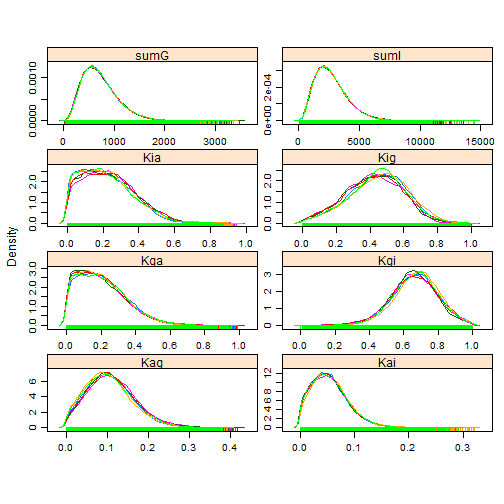 Density
sumG
0.0000 0.0010
0 1000 2000 3000
sumI
0e+00 2e-04
0 5000 10000 15000
Kia
0.0 1.0 2.0
0.0 0.2 0.4 0.6 0.8 1.0
Kig
0.0 1.0 2.0
0.0 0.2 0.4 0.6 0.8 1.0
Kga
0.0 1.0 2.0 3.0
0.0 0.2 0.4 0.6 0.8 1.0
Kgi
0 1 2 3
0.0 0.2 0.4 0.6 0.8 1.0
Kag
0 2 4 6
0.0 0.1 0.2 0.3 0.4
Kai
0 2 4 6 8 12
0.0 0.1 0.2 0.3